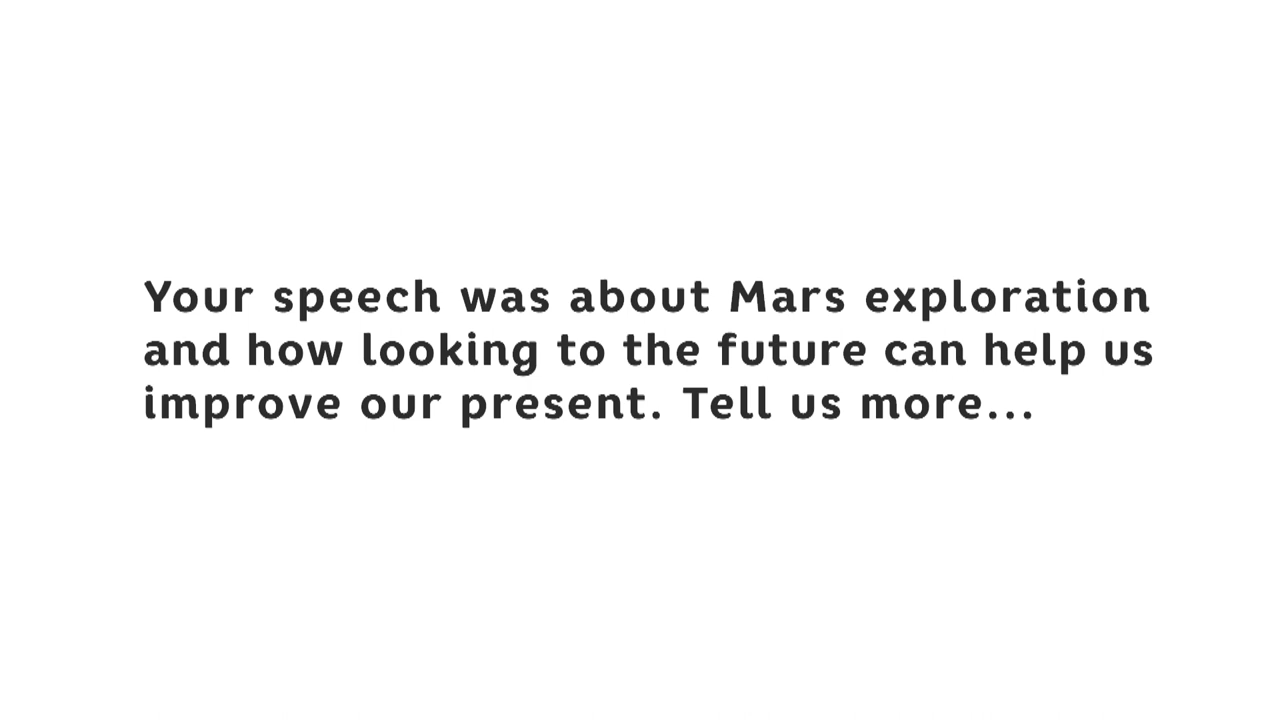 Your speech was about Mars exploration
and how looking to the future can help us
improve our present. Tell us more...